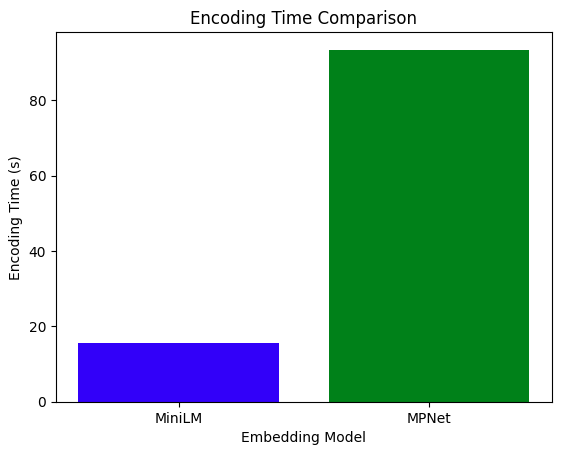 Encoding Time Comparison
Encoding Time (s)
80
60
40
20
0
MiniLM MPNet
Embedding Model